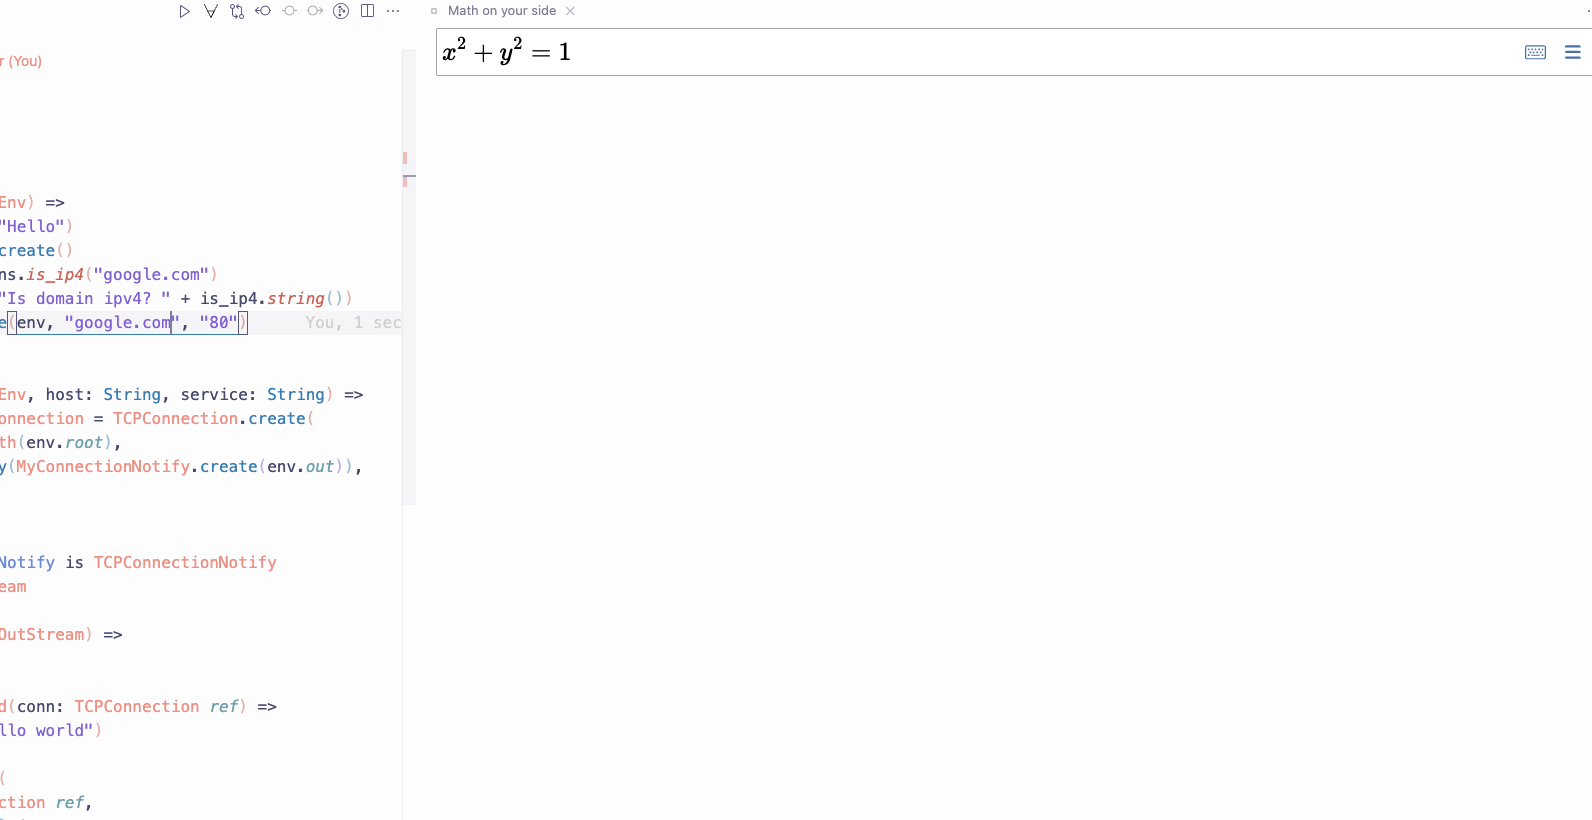 Math on your side
x² + y² = 1
r (You)
Env) =>
"Hello")
create()
ns.is_ip4("google.com")
"Is domain ipv4? " + is_ip4.string())
e(env, "google.com", "80") You, 1 sec
Env, host: String, service: String) =>
onnection = TCPConnection.create(
th(env.root),
y(MyConnectionNotify.create(env.out)),
Notify is TCPConnectionNotify
eam
OutStream) =>
d(conn: TCPConnection ref) =>
llo world")
(
ction ref,